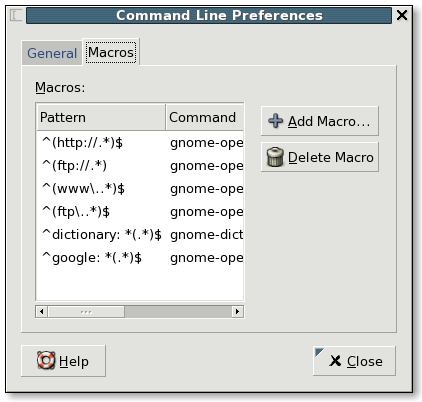 Command Line Preferences
General Macros
Macros:
Pattern Command
^(http://.*)$ gnome-ope
^(ftp://.*) gnome-ope
^(www\..*)$ gnome-ope
^(ftp\..*)$ gnome-ope
^dictionary: *(.*)$ gnome-dict
^google: *(.*)$ gnome-ope
Add Macro...
Delete Macro
Help Close